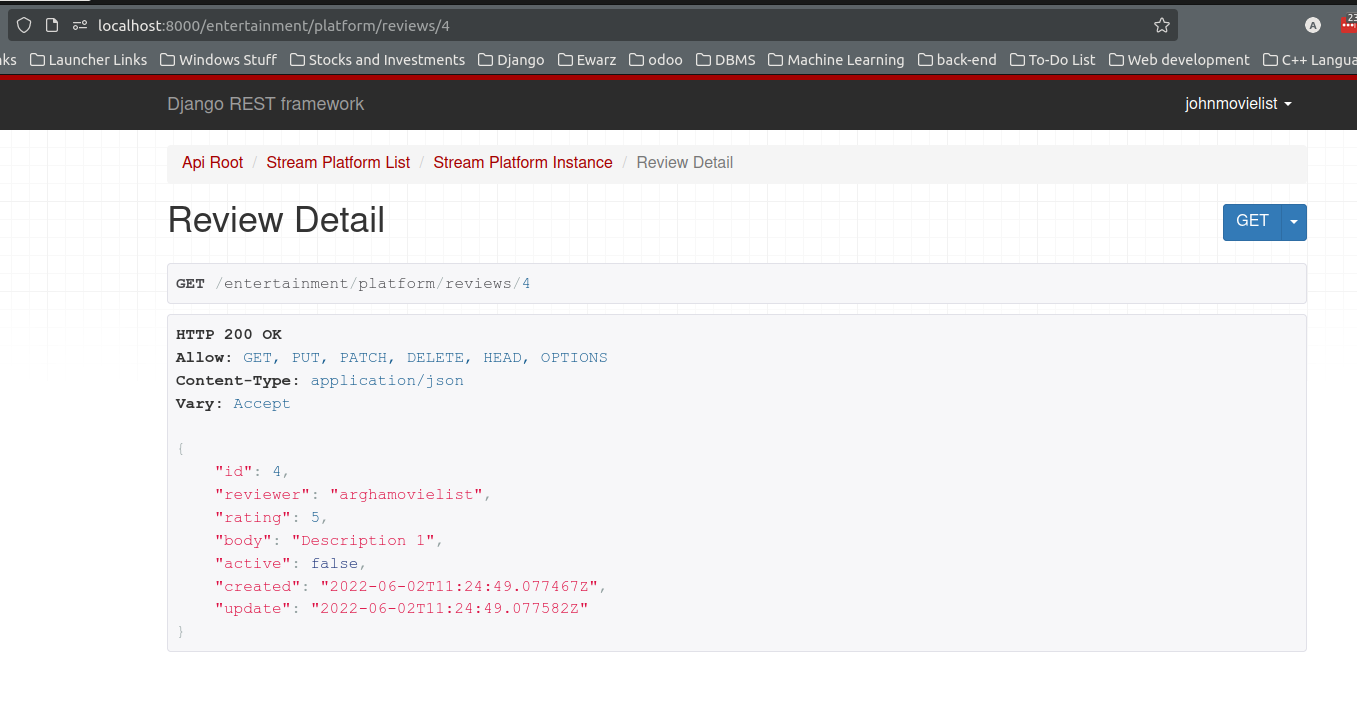 localhost:8000/entertainment/platform/reviews/4
A
23
ks Launcher Links Windows Stuff Stocks and Investments Django Ewarz odoo DBMS Machine Learning back-end To-Do List Web development C++ Langua
Django REST framework
johnmovielist
Api Root / Stream Platform List / Stream Platform Instance / Review Detail
Review Detail
GET
GET /entertainment/platform/reviews/4
HTTP 200 OK
Allow: GET, PUT, PATCH, DELETE, HEAD, OPTIONS
Content-Type: application/json
Vary: Accept
{
"id": 4,
"reviewer": "arghamovielist",
"rating": 5,
"body": "Description 1",
"active": false,
"created": "2022-06-02T11:24:49.077467Z",
"update": "2022-06-02T11:24:49.077582Z"
}